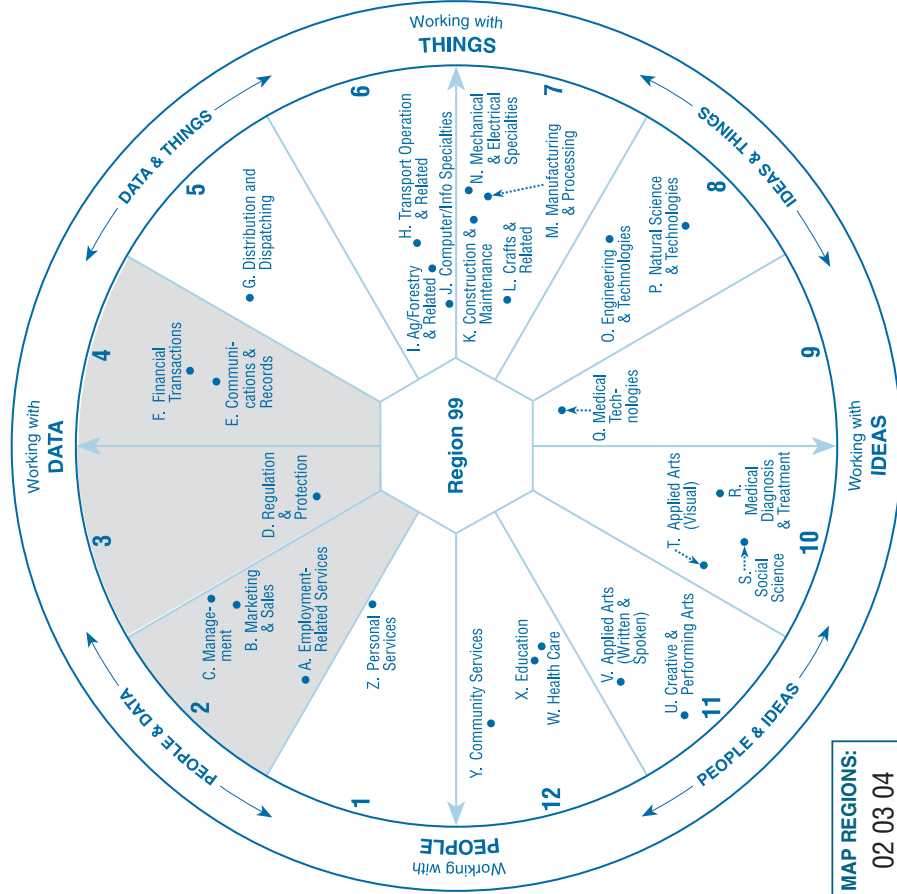 Working with
DATA
DATA & THINGS
Working with
THINGS
IDEAS & THINGS
Working with
IDEAS
PEOPLE & IDEAS
Working with
PEOPLE
PEOPLE & DATA
Region 99
1
Z. Personal
Services
2
C. Manage-
ment
B. Marketing
& Sales
A. Employment-
Related Services
3
D. Regulation
&
Protection
4
F. Financial
Transactions
E. Communi-
cations &
Records
5
G. Distribution and
Dispatching
6
H. Transport Operation
& Related
I. Ag/Forestry
& Related
J. Computer/Info Specialties
7
K. Construction &
Maintenance
L. Crafts &
Related
N. Mechanical
& Electrical
Specialties
M. Manufacturing
& Processing
8
O. Engineering
& Technologies
P. Natural Science
& Technologies
9
Q. Medical
Tech-
nologies
10
T. Applied Arts
(Visual)
R.
Medical
Diagnosis
& Treatment
S.
Social
Science
11
V. Applied Arts
(Written &
Spoken)
U. Creative &
Performing Arts
12
Y. Community Services
X. Education
W. Health Care
MAP REGIONS:
02 03 04